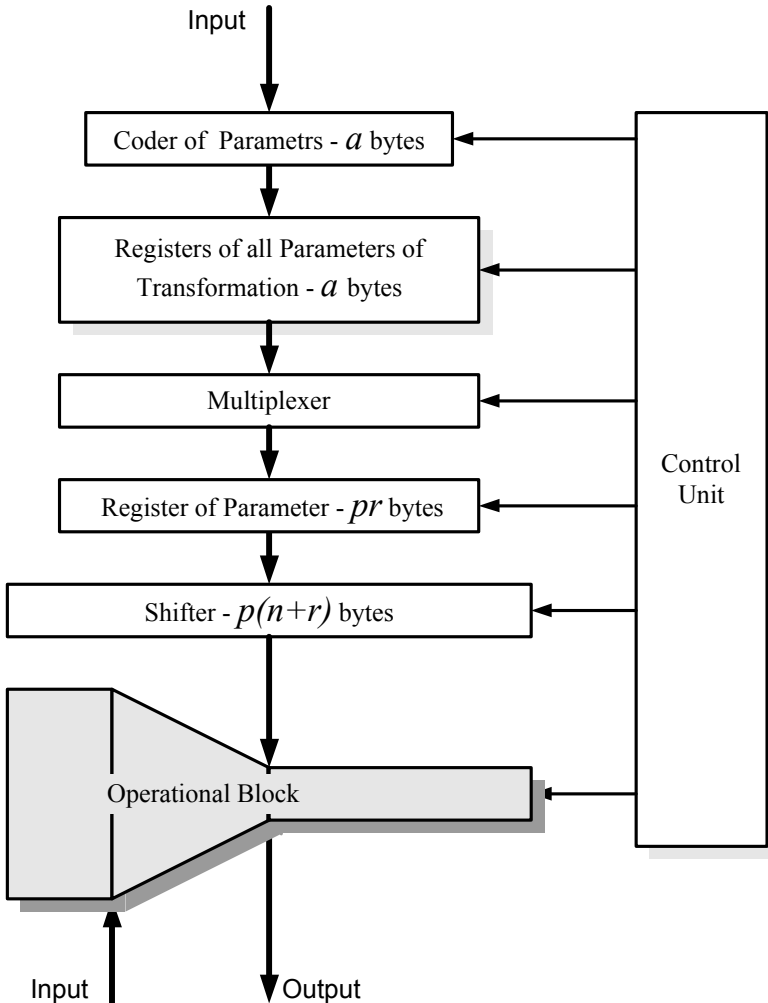 Input
Coder of Parametrs - a bytes
Registers of all Parameters of
Transformation - a bytes
Multiplexer
Register of Parameter - pr bytes
Control
Unit
Shifter - p(n+r) bytes
Operational Block
Input
Output